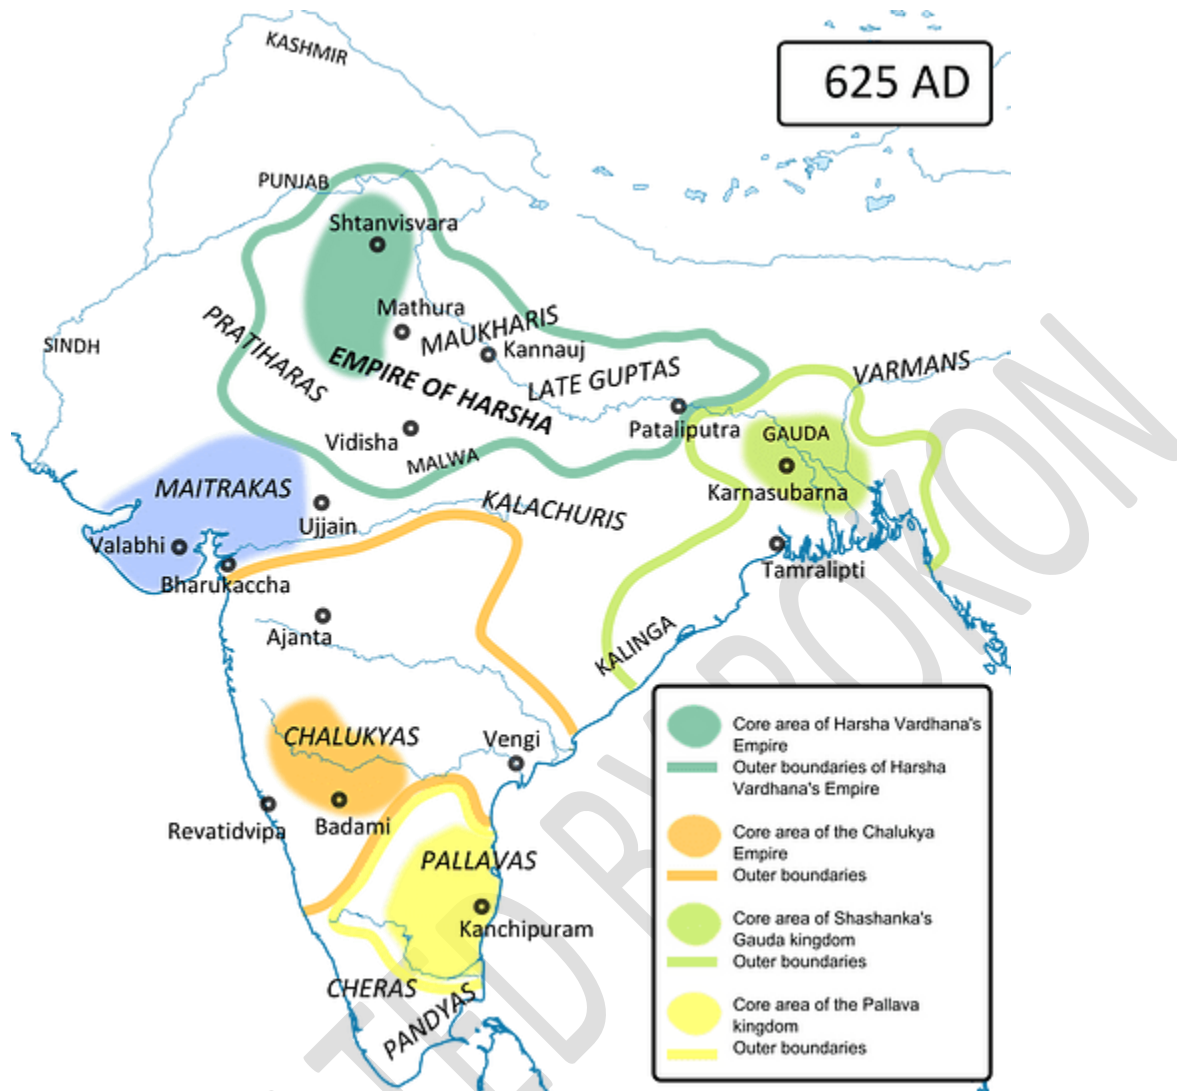 KASHMIR
625 AD
PUNJAB
Shtanvisvara
Mathura
MAUKHARIS
Kannauj
PRATIHARAS
SINDH
EMPIRE OF HARSHA
LATE GUPTAS
VARMANS
Pataliputra
GAUDA
Vidisha
MALWA
Karnasubarna
MAITRAKAS
Ujjain
KALACHURIS
Valabhi
Bharukaccha
Tamralipti
Ajanta
KALINGA
CHALUKYAS
Vengi
Revatidvipa
Badami
PALLAVAS
Kanchipuram
CHERAS
PANDYAS
Core area of Harsha Vardhana's
Empire
Outer boundaries of Harsha
Vardhana's Empire
Core area of the Chalukya
Empire
Outer boundaries
Core area of Shashanka's
Gauda kingdom
Outer boundaries
Core area of the Pallava
kingdom
Outer boundaries